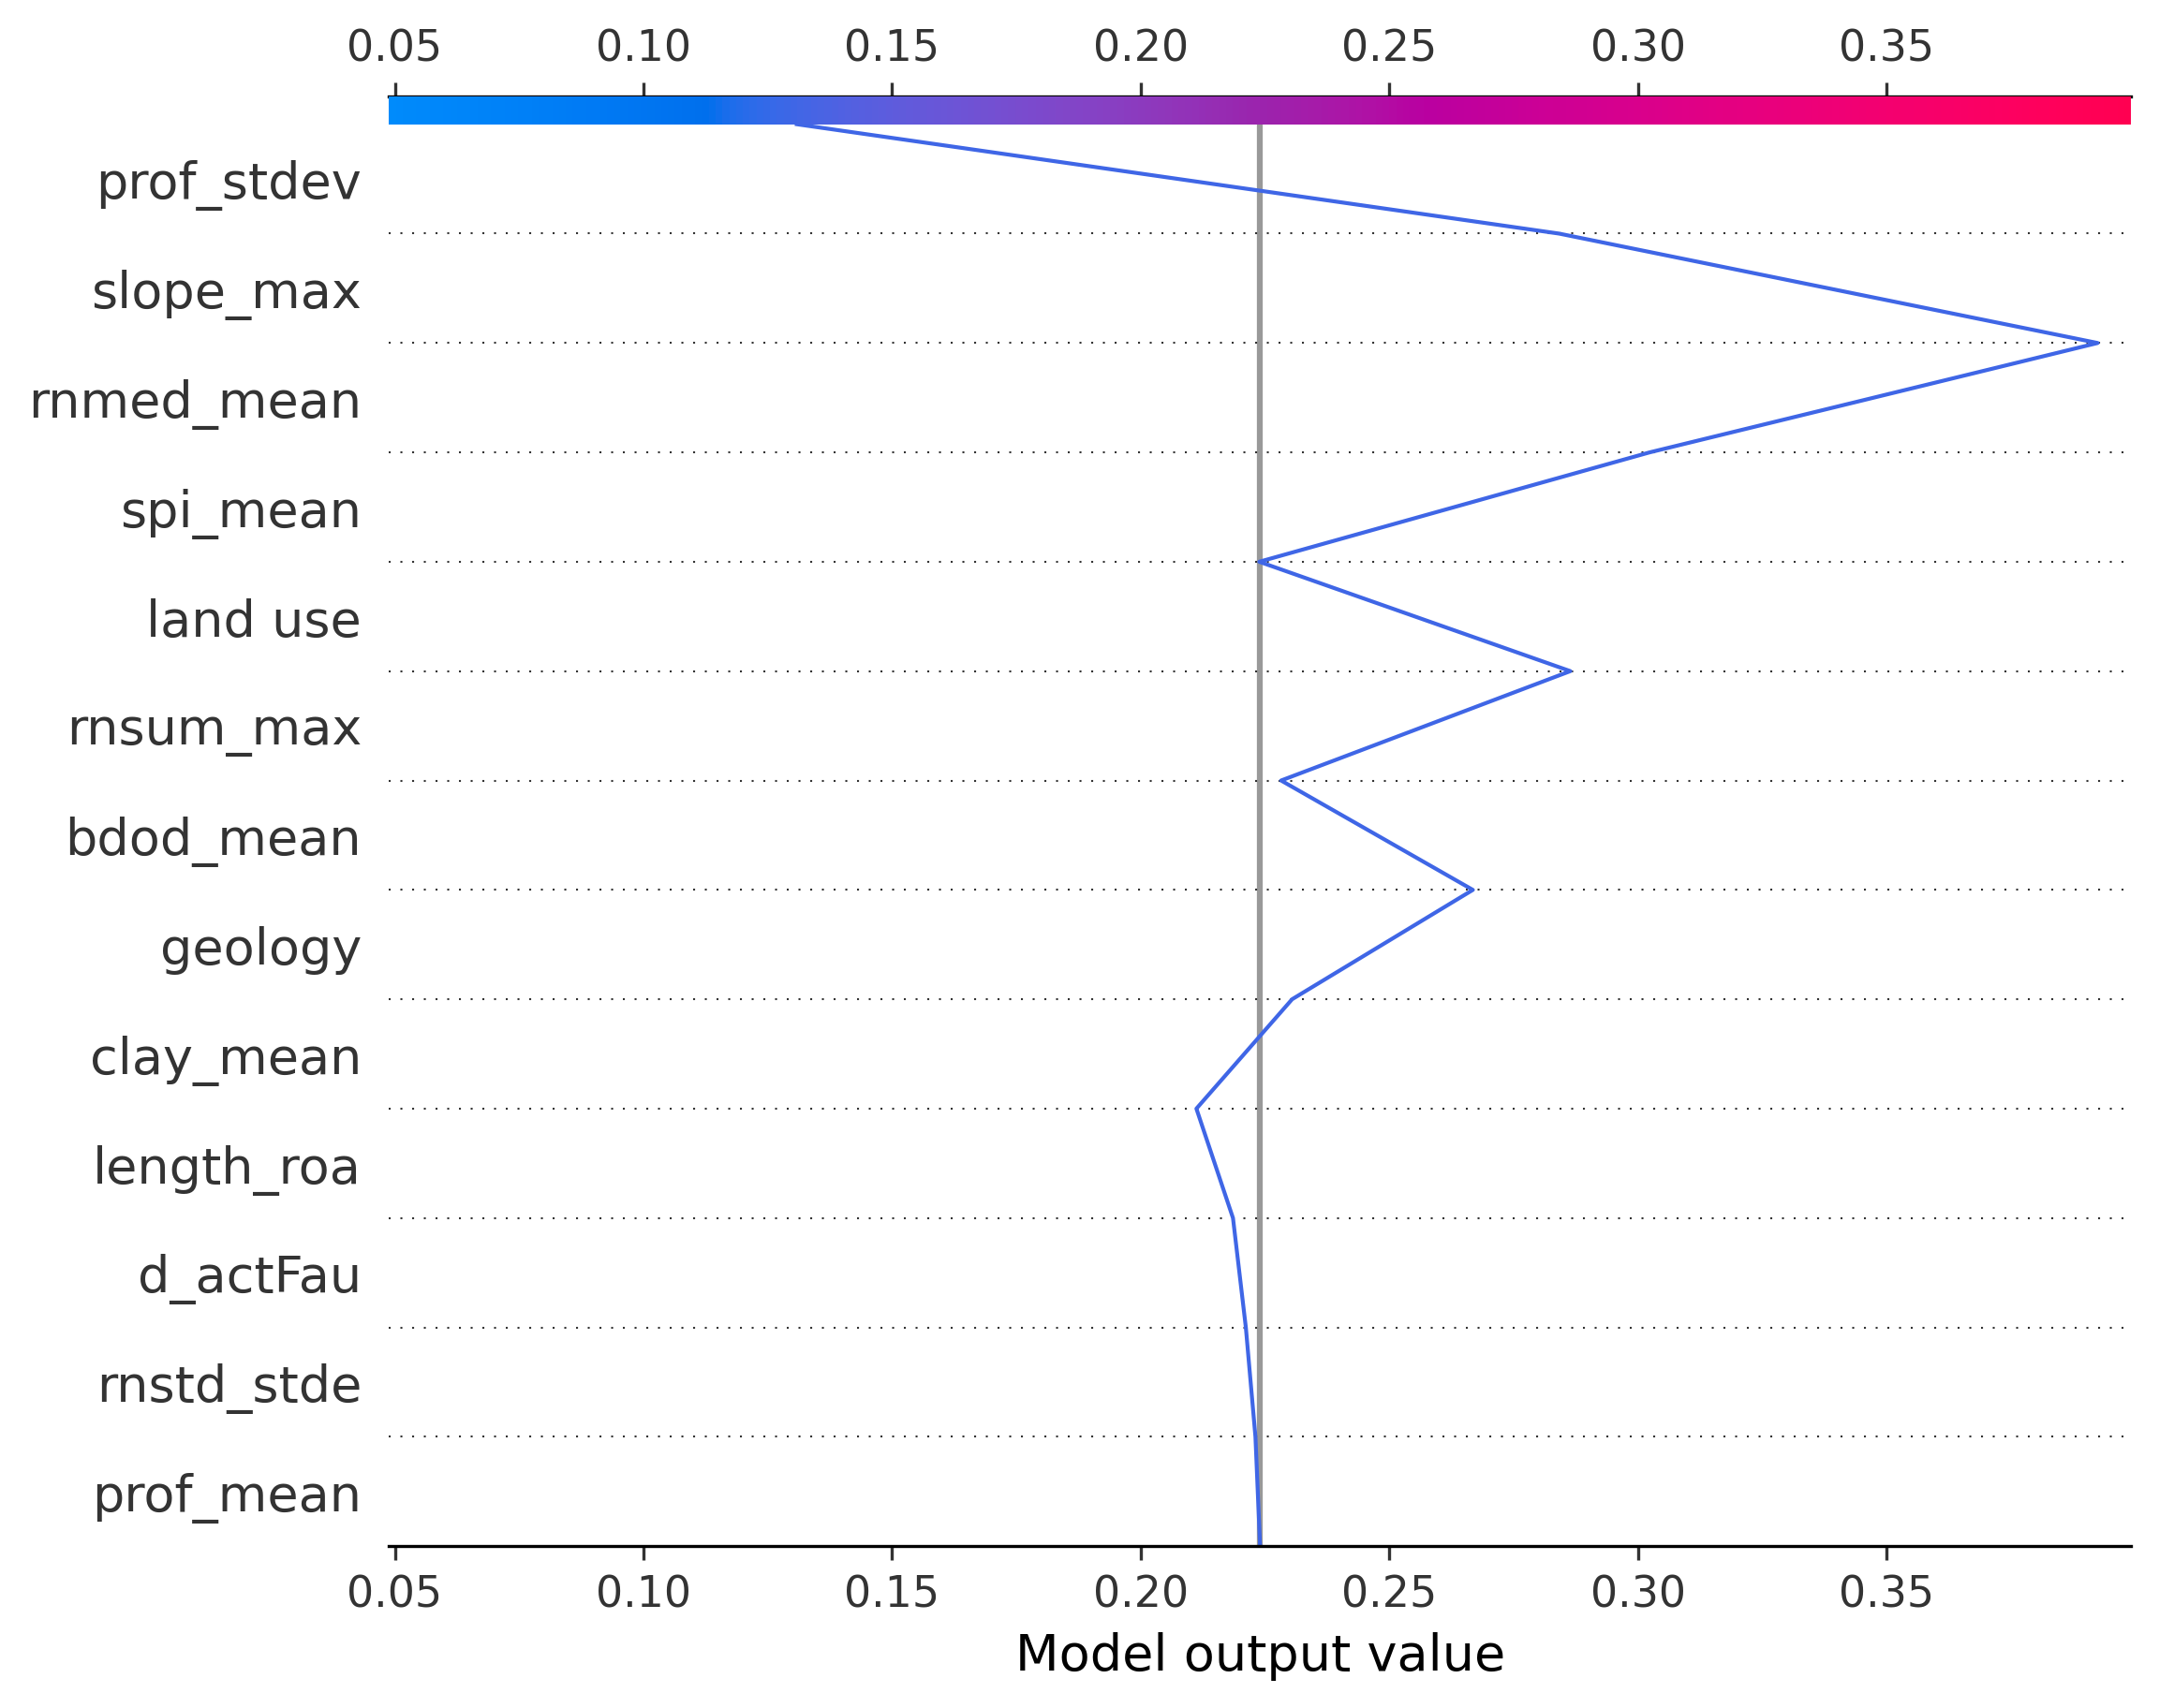 0.05 0.10 0.15 0.20 0.25 0.30 0.35
prof_stdev
slope_max
rnmed_mean
spi_mean
land use
rnsum_max
bdod_mean
geology
clay_mean
length_roa
d_actFau
rnstd_stde
prof_mean
0.05 0.10 0.15 0.20 0.25 0.30 0.35
Model output value